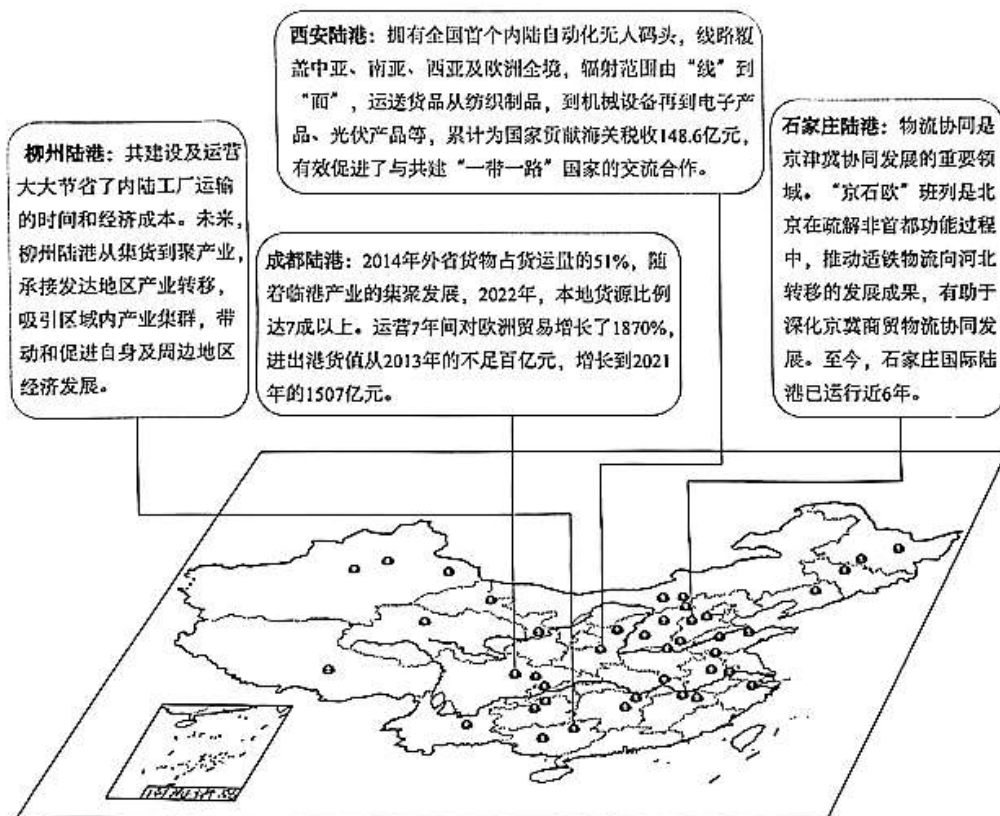 西安陆港：拥有全国首个内陆自动化无人码头，线路覆
盖中亚、南亚、西亚及欧洲全境，辐射范围由“线”到
“面”，运送货品从纺织制品，到机械设备再到电子产
品、光伏产品等，累计为国家贡献海关税收148.6亿元，
有效促进了与共建“一带一路”国家的交流合作。
柳州陆港：其建设及运营
大大节省了内陆工厂运输
的时间和经济成本。未来，
柳州陆港从集货到聚产业，
承接发达地区产业转移，
吸引区域内产业集群，带
动和促进自身及周边地区
经济发展。
成都陆港：2014年外省货物占货运量的51%，随
着临港产业的集聚发展，2022年，本地货源比例
达7成以上。运营7年间对欧洲贸易增长了1870%，
进出港货值从2013年的不足百亿元，增长到2021
年的1507亿元。
石家庄陆港：物流协同是
京津冀协同发展的重要领
域。“京石欧”班列是北
京在疏解非首都功能过程
中，推动适铁物流向河北
转移的发展成果，有助于
深化京冀商贸物流协同发
展。至今，石家庄国际陆
港已运行近6年。
南海诸岛